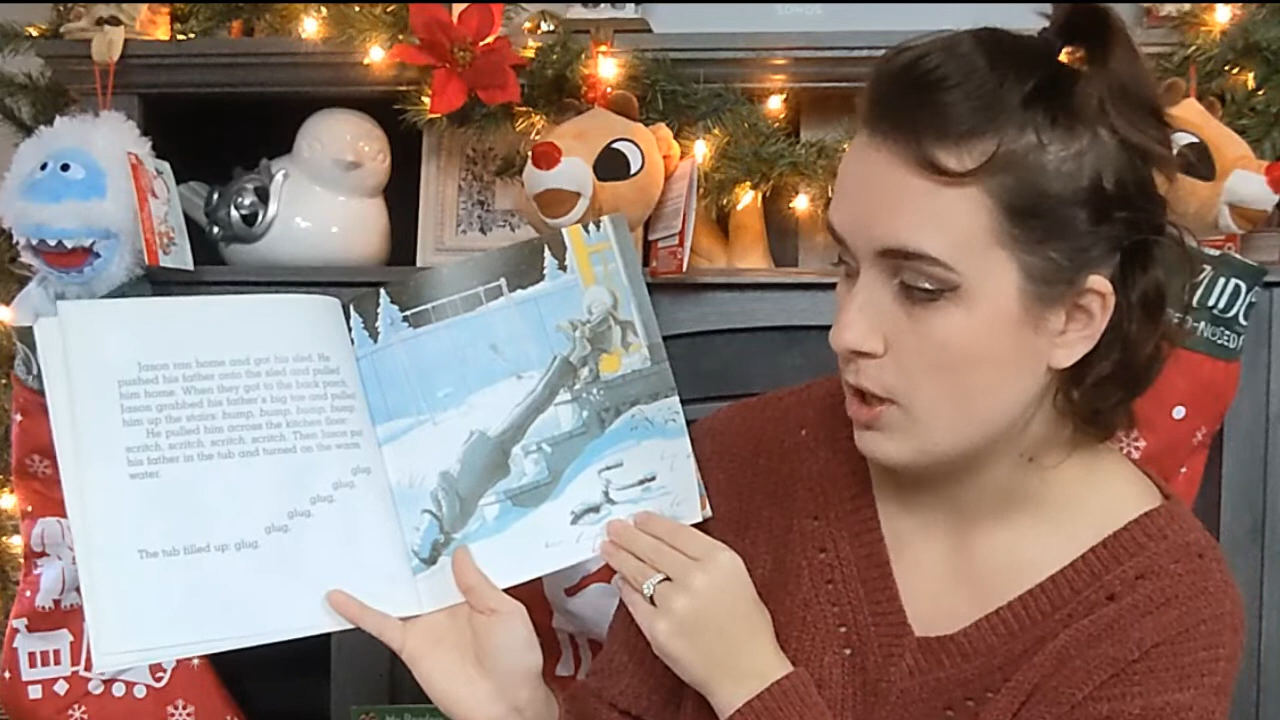 SONOS
Jason ran home and got his sled. He
pushed his father onto the sled and pulled
him home. When they got to the back porch,
Jason grabbed his father's big toe and pulled
him up the stairs: bump, bump, bump, bump.
He pulled him across the kitchen floor:
scritch, scritch, scritch, scritch. Then Jason put
his father in the tub and turned on the warm
water.
glug.
glug,
glug,
glug,
glug,
The tub filled up: glug,